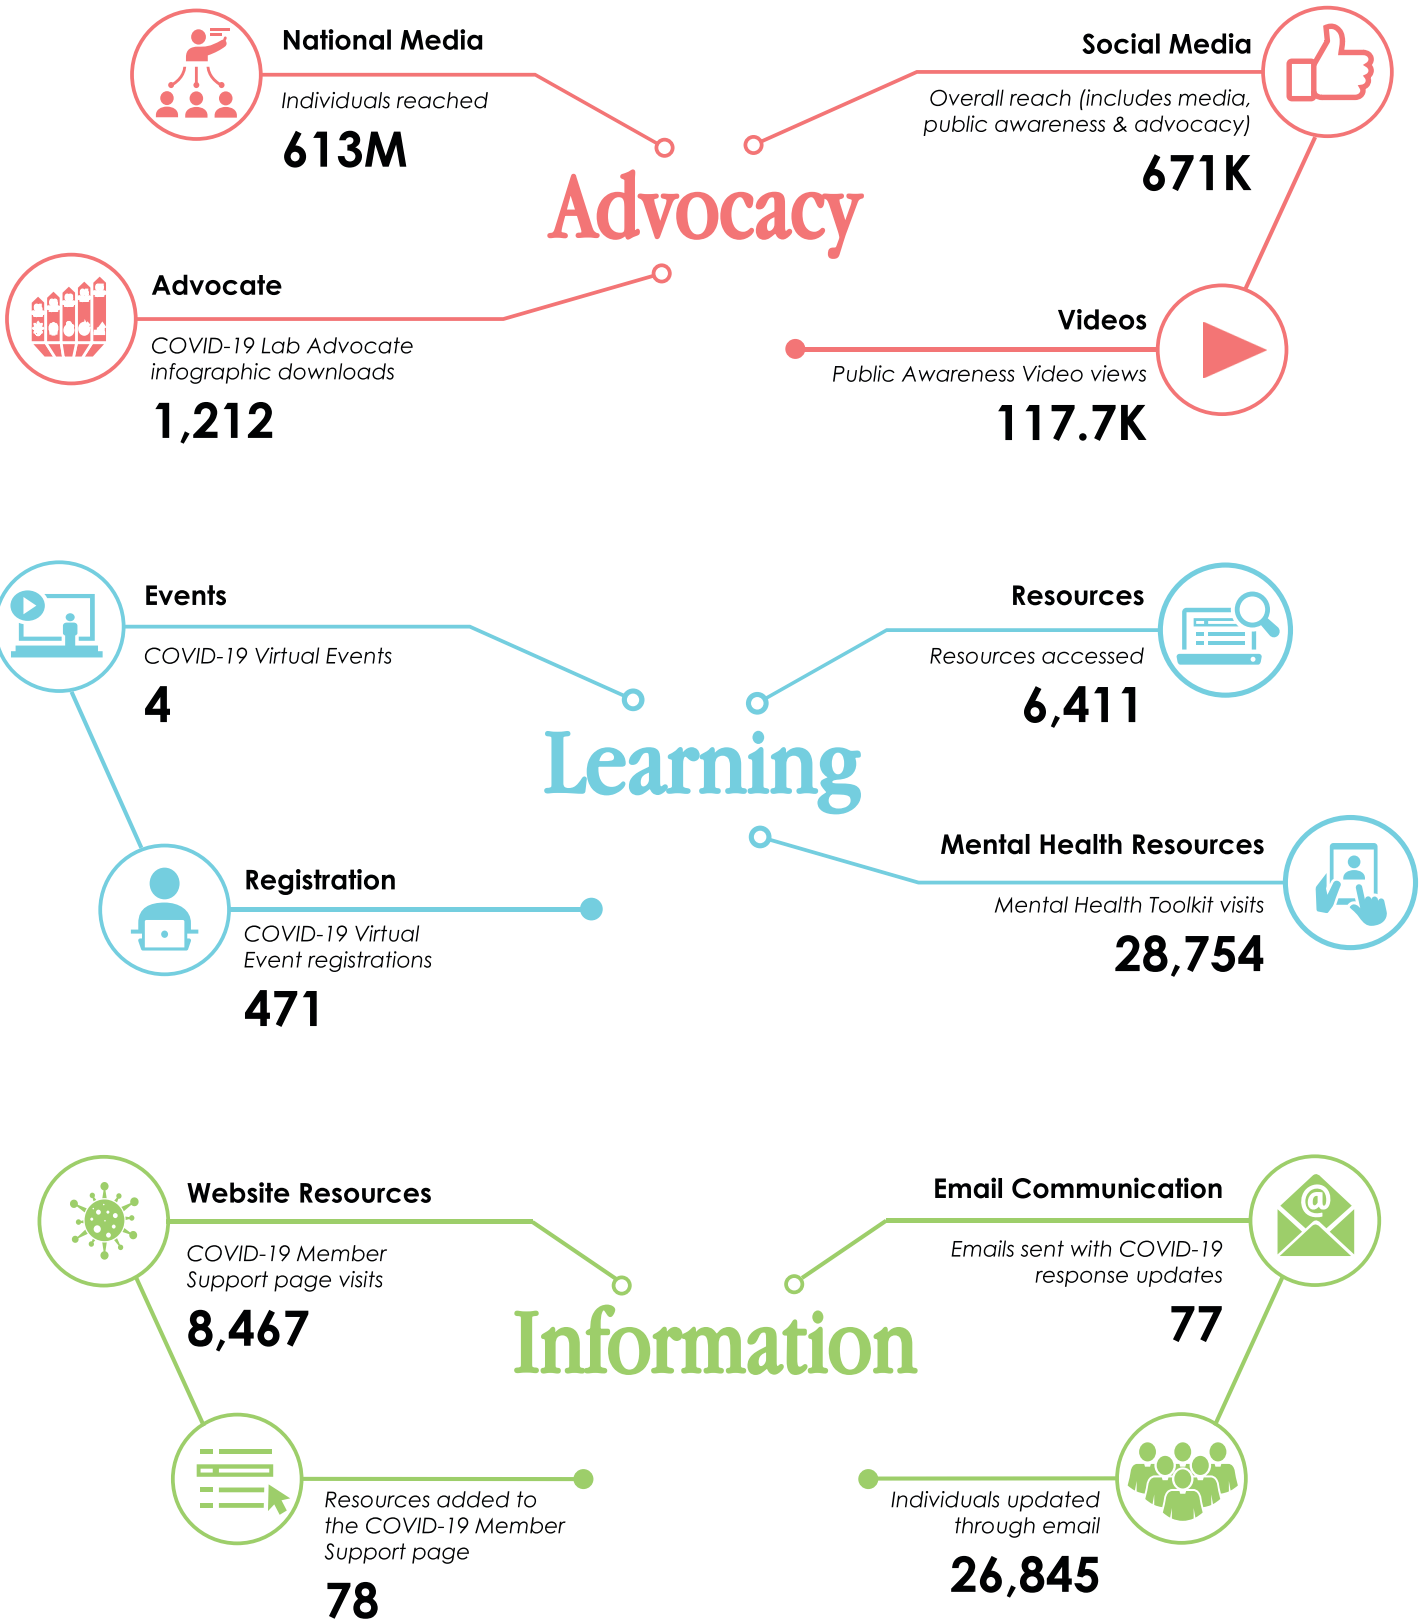 National Media
Individuals reached
613M
Social Media
Overall reach (includes media,
public awareness & advocacy)
671K
Advocacy
Advocate
COVID-19 Lab Advocate
infographic downloads
1,212
Videos
Public Awareness Video views
117.7K
Events
COVID-19 Virtual Events
4
Resources
Resources accessed
6,411
Learning
Registration
COVID-19 Virtual
Event registrations
471
Mental Health Resources
Mental Health Toolkit visits
28,754
Website Resources
COVID-19 Member
Support page visits
8,467
Email Communication
@
Emails sent with COVID-19
response updates
77
Information
Resources added to
the COVID-19 Member
Support page
78
Individuals updated
through email
26,845